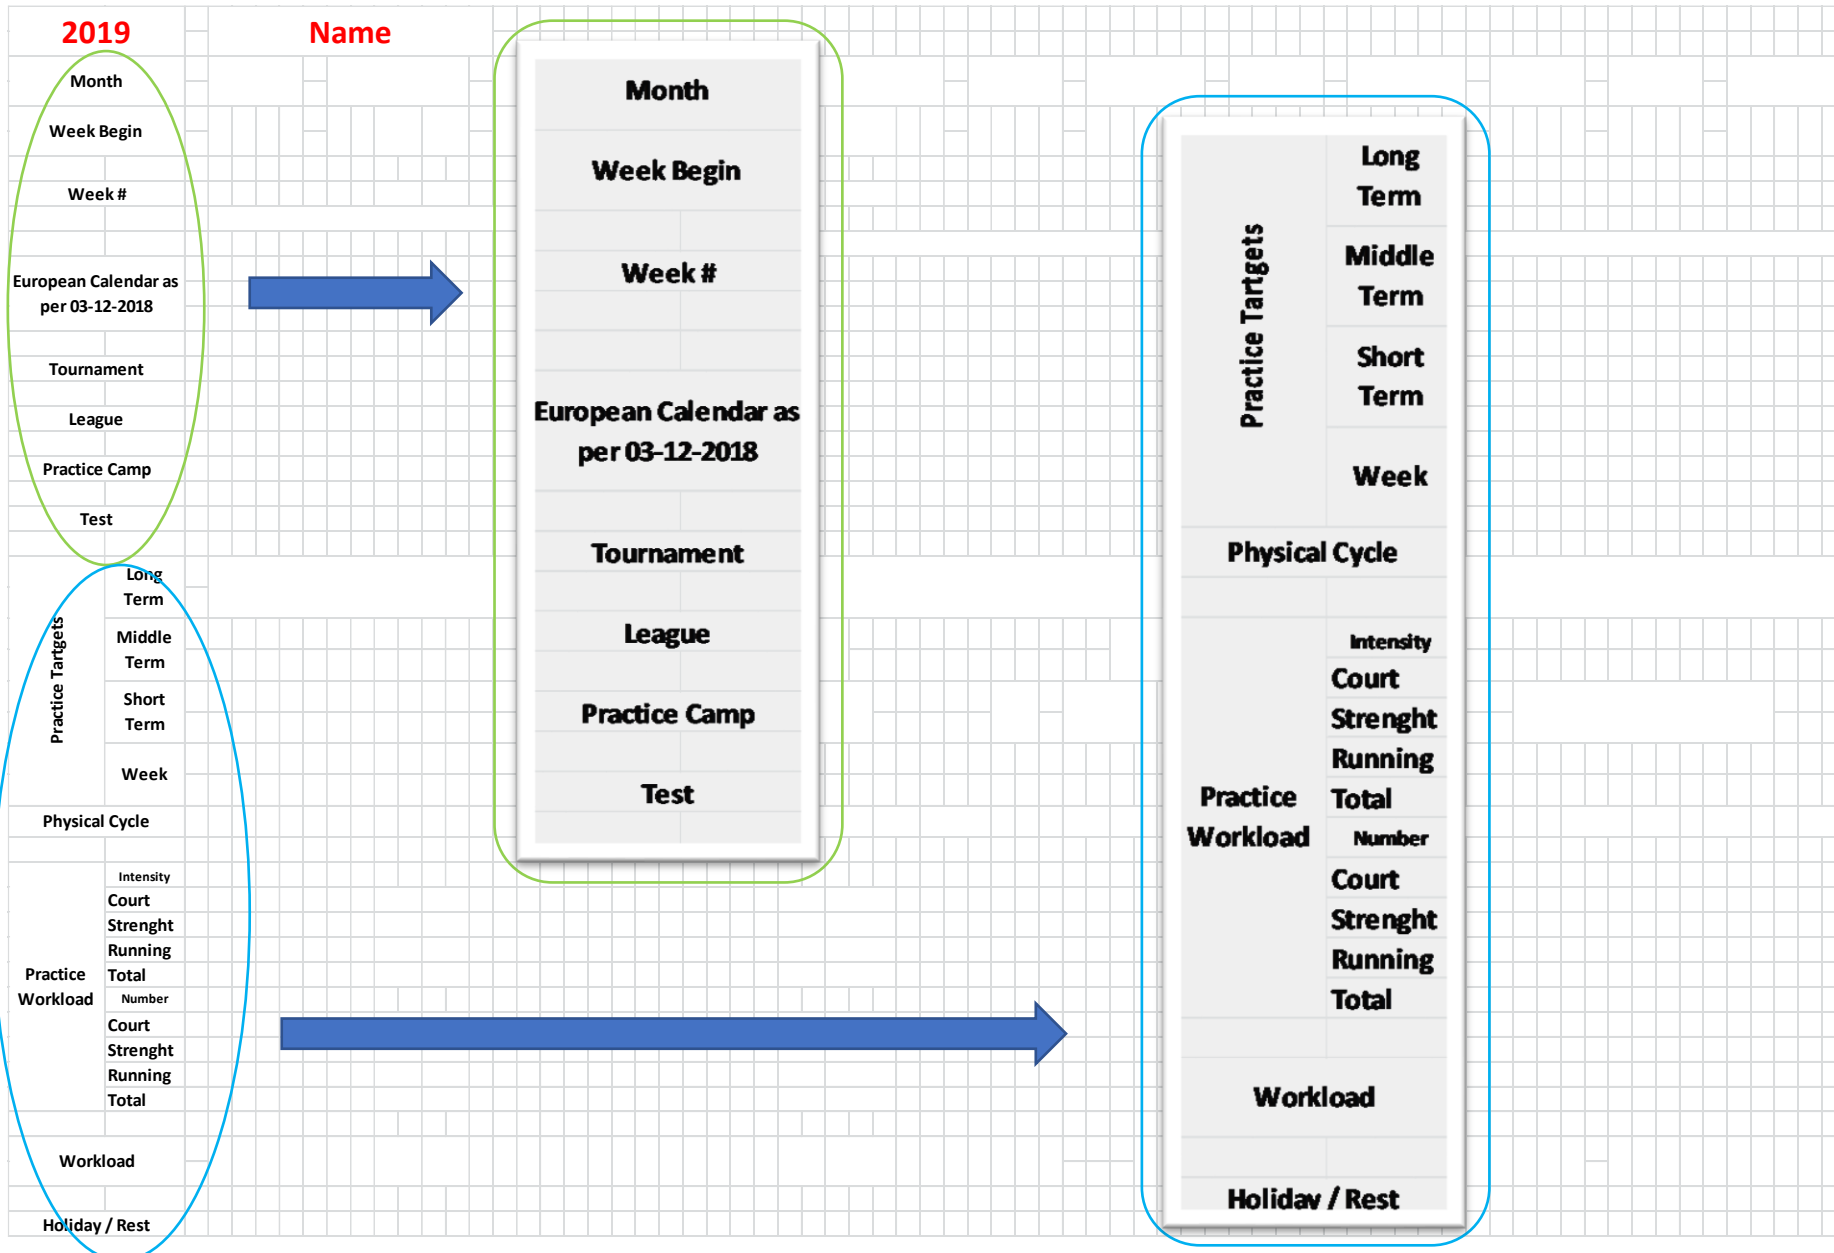 2019
Name
Month
Week Begin
Week #
European Calendar as
per 03-12-2018
Tournament
League
Practice Camp
Test
Practice Tartgets
Long
Term
Middle
Term
Short
Term
Week
Physical Cycle
Practice
Workload
Intensity
Court
Strenght
Running
Total
Number
Court
Strenght
Running
Total
Workload
Holiday / Rest
Month
Week Begin
Week #
European Calendar as
per 03-12-2018
Tournament
League
Practice Camp
Test
Practice Tartgets
Long
Term
Middle
Term
Short
Term
Week
Physical Cycle
Practice
Workload
Intensity
Court
Strenght
Running
Total
Number
Court
Strenght
Running
Total
Workload
Holiday / Rest